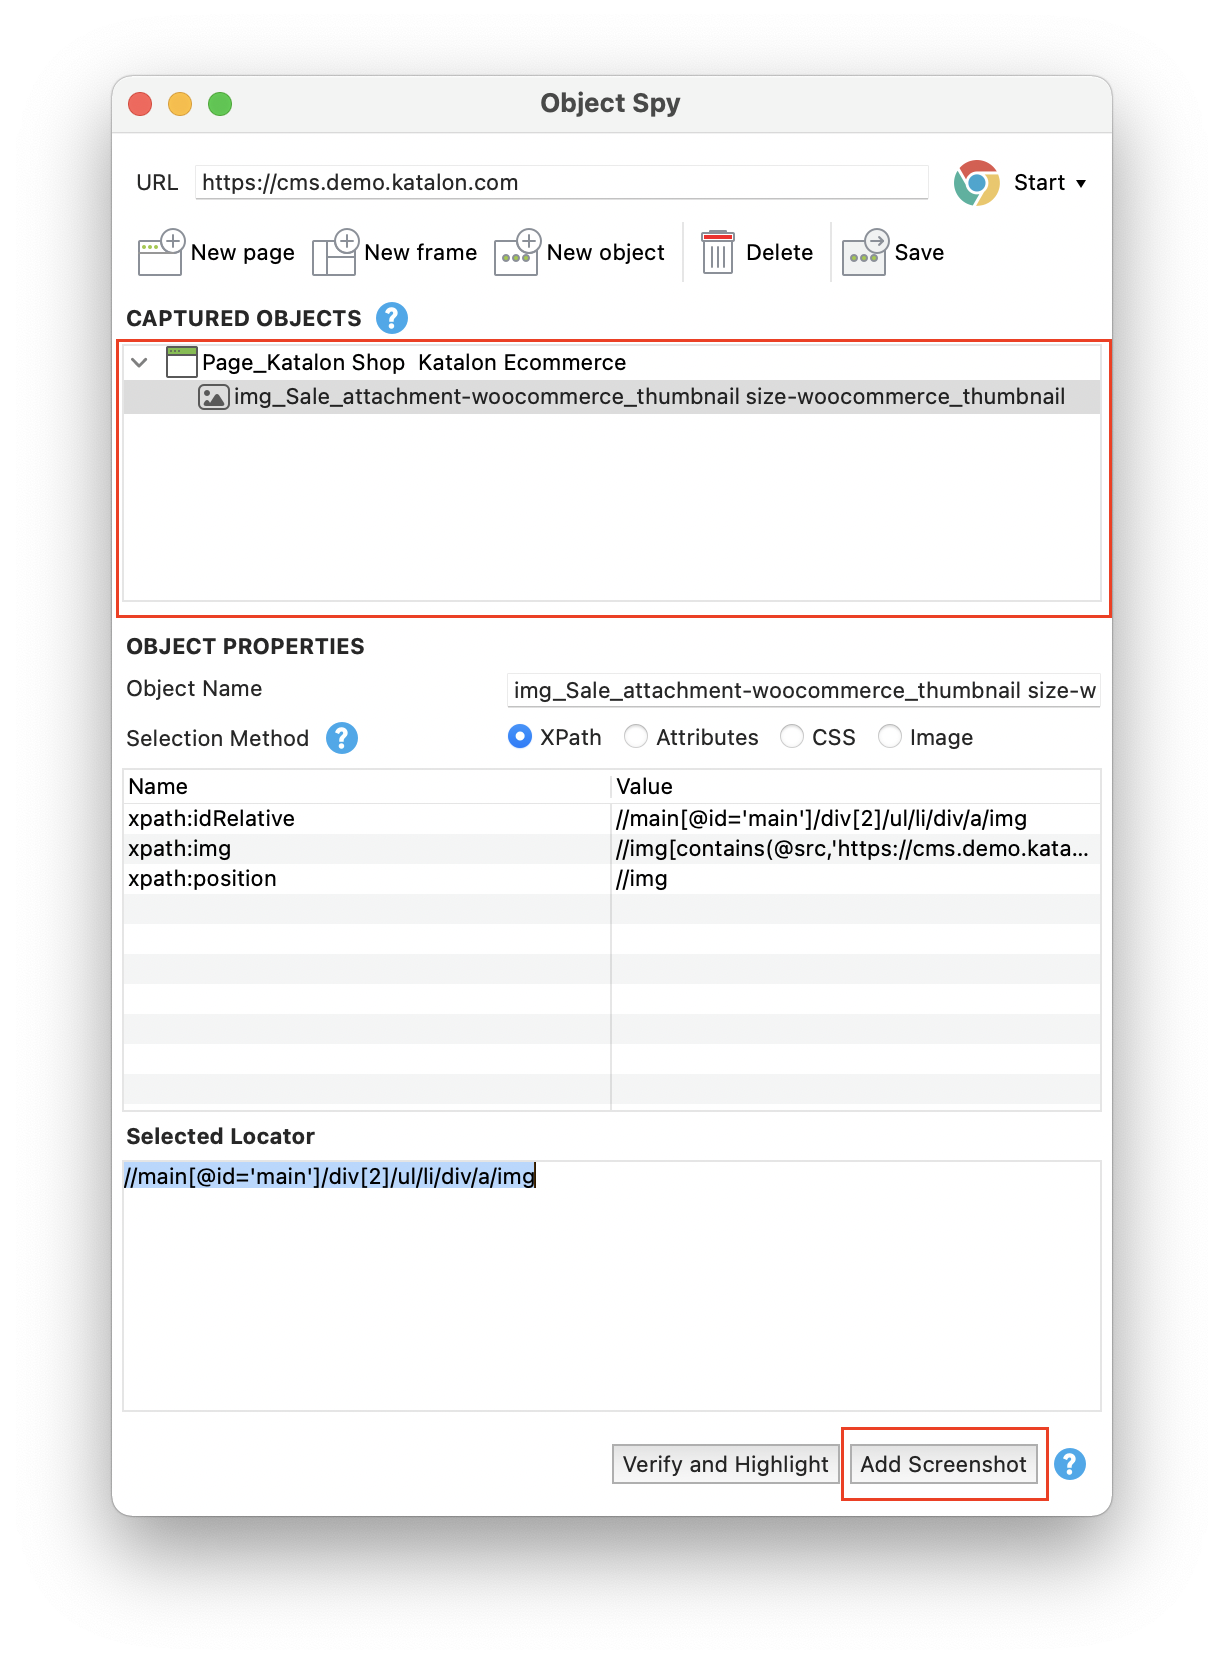 Object Spy
URL https://cms.demo.katalon.com Start
New page New frame New object Delete Save
CAPTURED OBJECTS ?
Page_Katalon Shop  Katalon Ecommerce
img_Sale_attachment-woocommerce_thumbnail size-woocommerce_thumbnail
OBJECT PROPERTIES
Object Name img_Sale_attachment-woocommerce_thumbnail size-w
Selection Method ? XPath Attributes CSS Image
Name Value
xpath:idRelative //main[@id='main']/div[2]/ul/li/div/a/img
xpath:img //img[contains(@src,'https://cms.demo.kata...
xpath:position //img
Selected Locator
//main[@id='main']/div[2]/ul/li/div/a/img
Verify and Highlight Add Screenshot ?